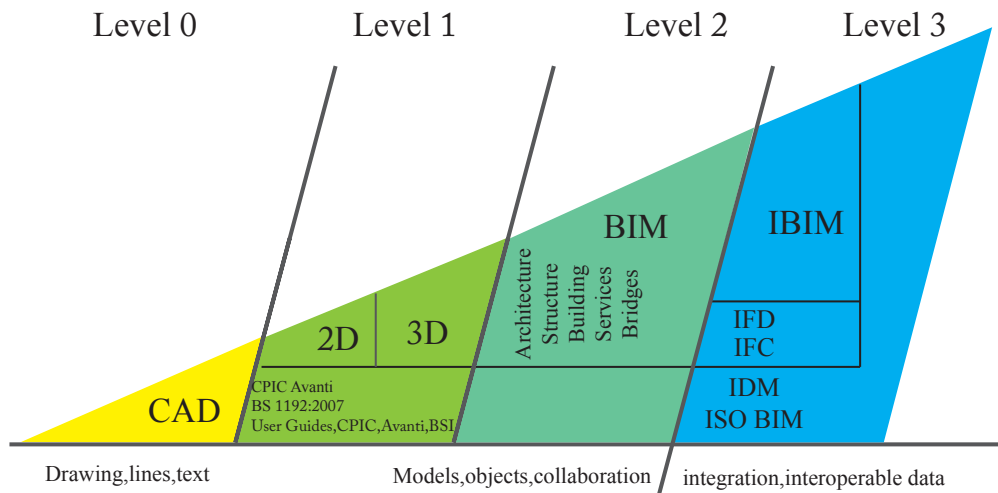 Level 0
Level 1
Level 2
Level 3
CAD
2D
3D
CPIC Avanti
BS 1192:2007
User Guides,CPIC,Avanti,BSI
BIM
Architecture
Structure
Building
Services
Bridges
IBIM
IFD
IFC
IDM
ISO BIM
Drawing,lines,text
Models,objects,collaboration
integration,interoperable data